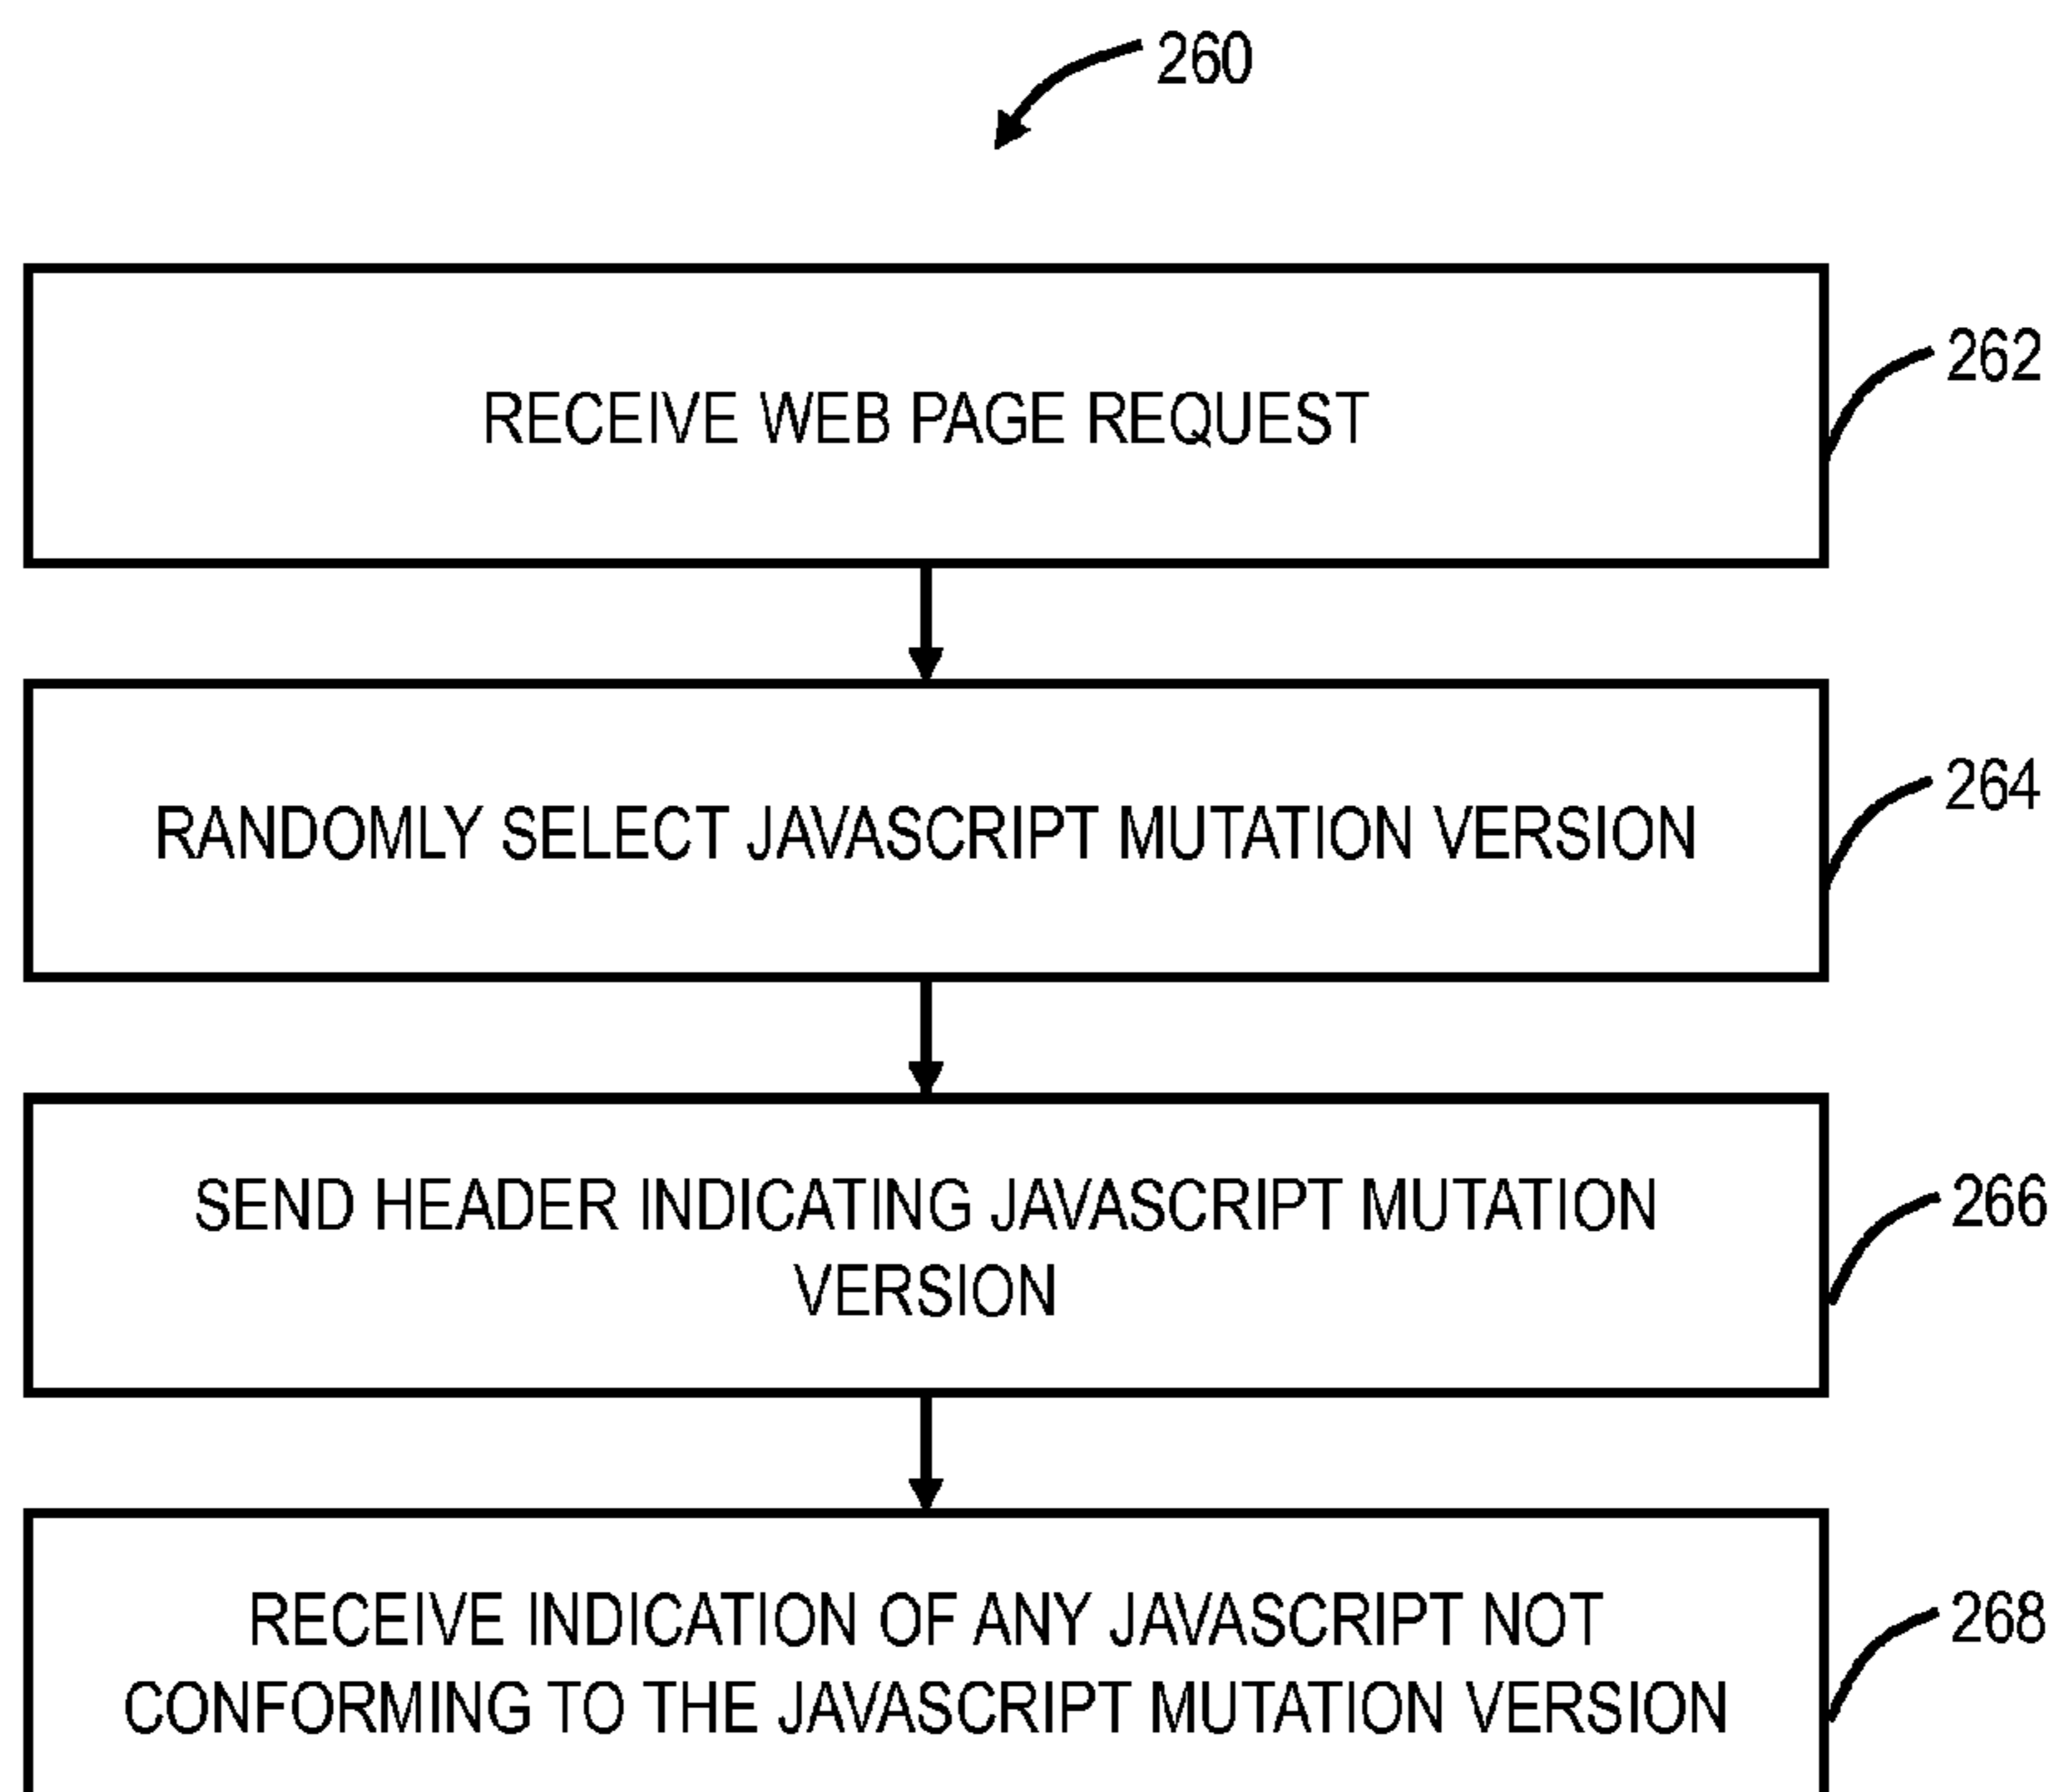 260
RECEIVE WEB PAGE REQUEST
262
RANDOMLY SELECT JAVASCRIPT MUTATION VERSION
264
SEND HEADER INDICATING JAVASCRIPT MUTATION
VERSION
266
RECEIVE INDICATION OF ANY JAVASCRIPT NOT
CONFORMING TO THE JAVASCRIPT MUTATION VERSION
268